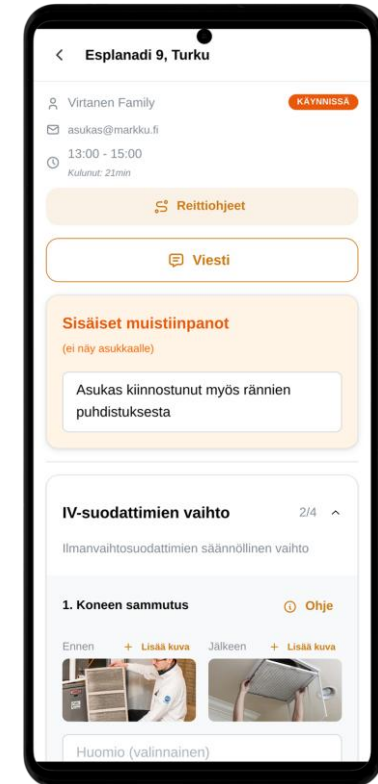 Esplanadi 9, Turku
Virtanen Family
KÄYNNISSÄ
asukas@markku.fi
13:00 - 15:00
Kulunut: 21min
Reittiohjeet
Viesti
Sisäiset muistiinpanot
(ei näy asukkaalle)
Asukas kiinnostunut myös rännien
puhdistuksesta
IV-suodattimien vaihto 2/4
Ilmanvaihtosuodattimien säännöllinen vaihto
1. Koneen sammutus Ohje
Ennen + Lisää kuva Jälkeen + Lisää kuva
Huomio (valinnainen)